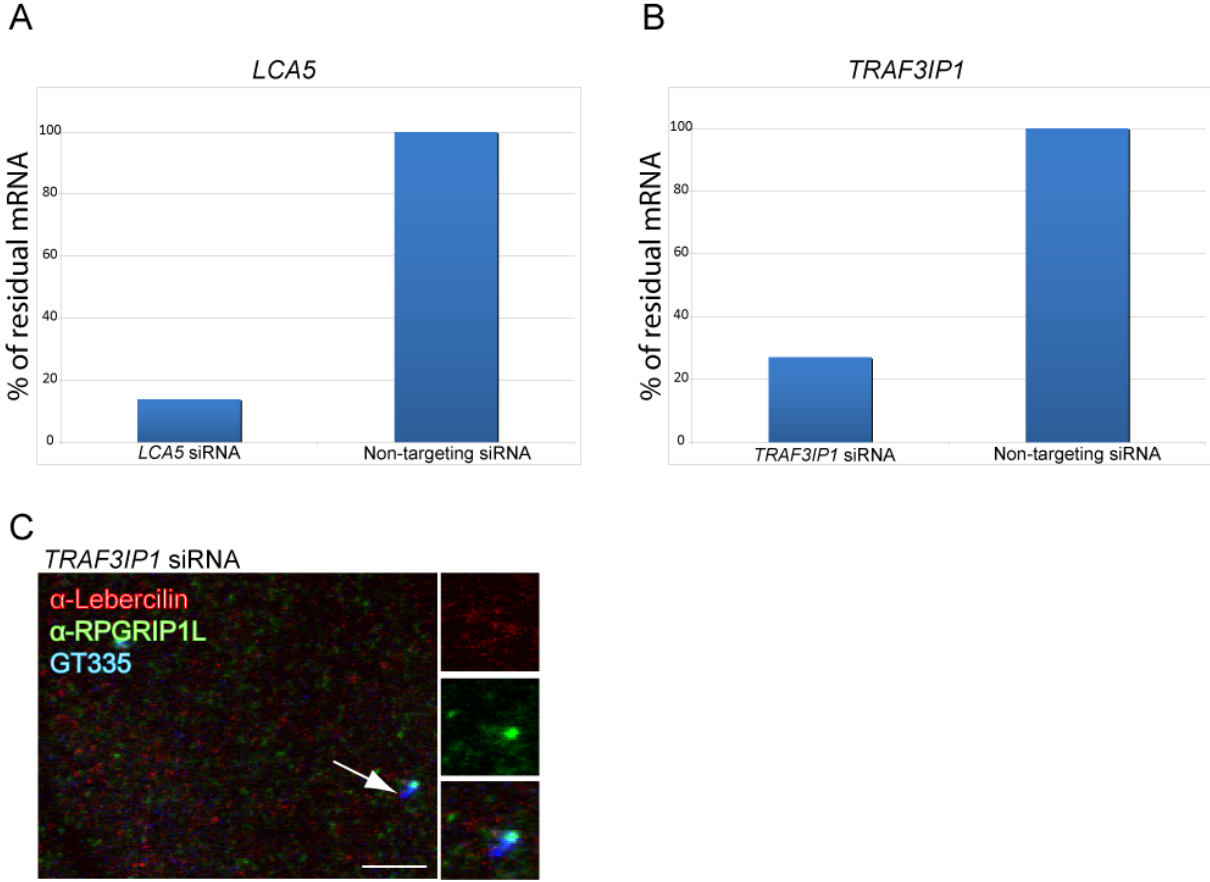 A
LCA5
% of residual mRNA
100
80
60
40
20
0
LCA5 siRNA
Non-targeting siRNA
B
TRAF3IP1
% of residual mRNA
100
80
60
40
20
0
TRAF3IP1 siRNA
Non-targeting siRNA
C
TRAF3IP1 siRNA
α-Lebercilin
α-RPGRIP1L
GT335